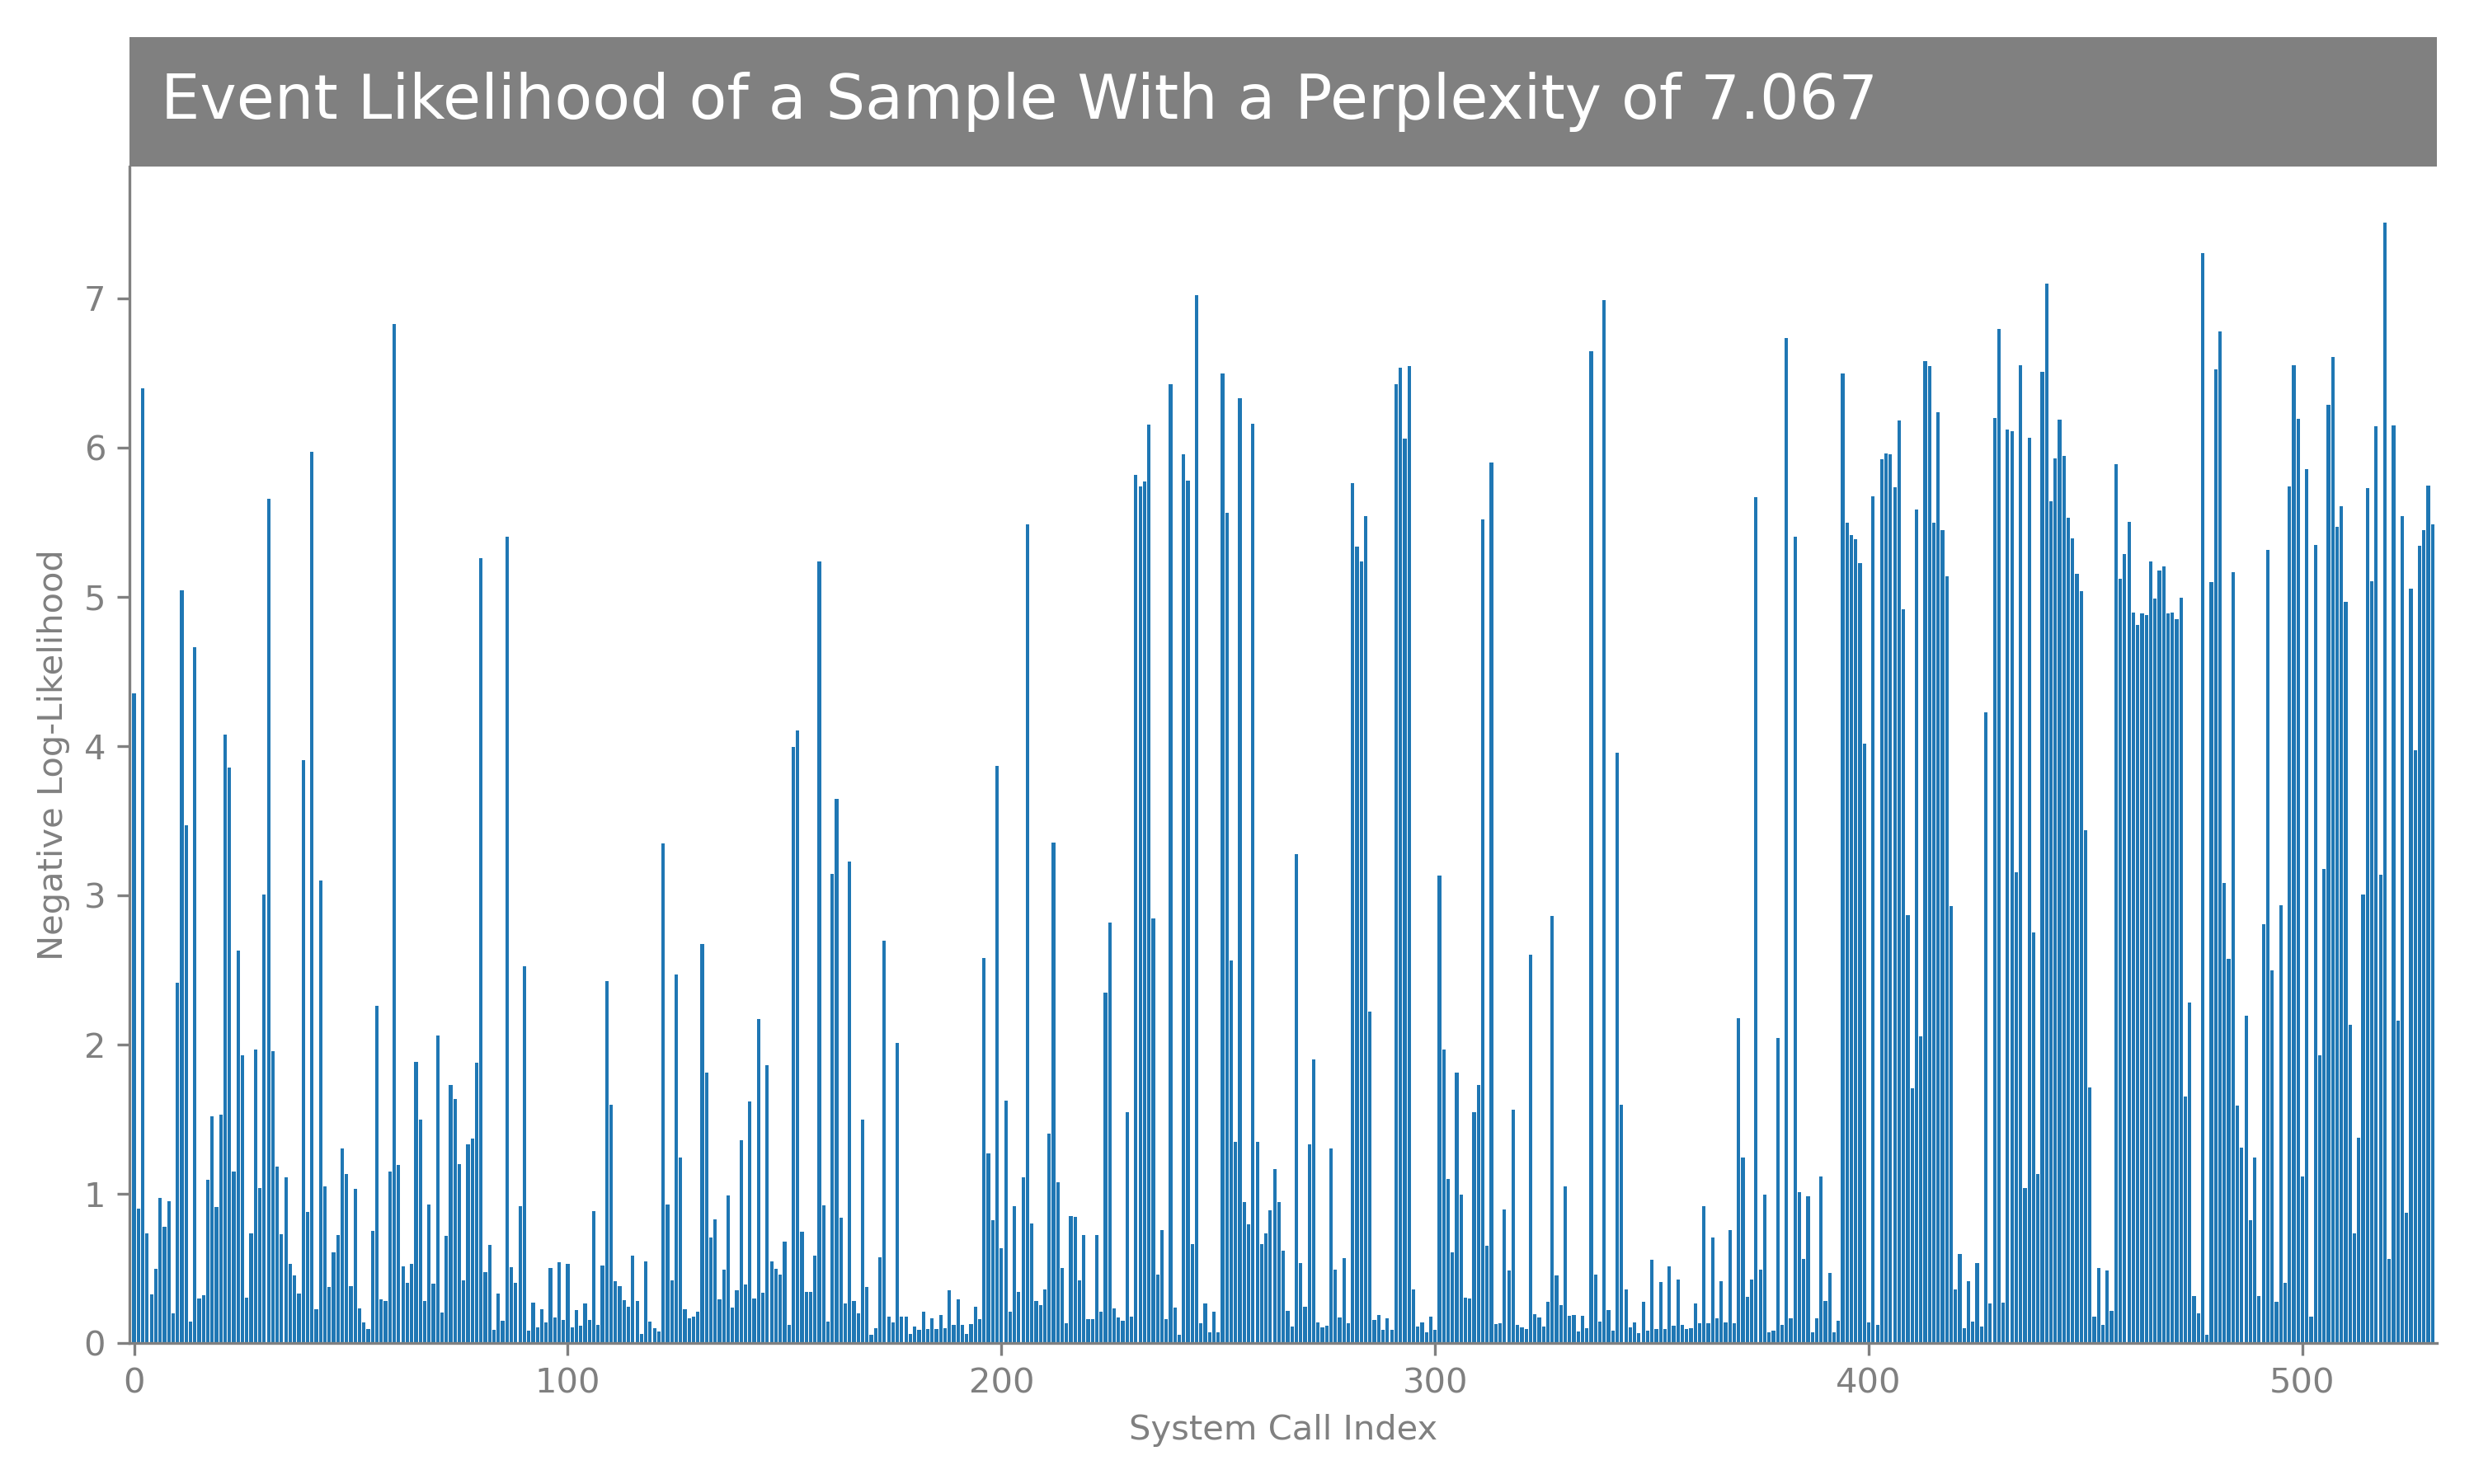 Event Likelihood of a Sample With a Perplexity of 7.067
7
6
5
4
3
2
1
0
Negative Log-Likelihood
0 100 200 300 400 500
System Call Index